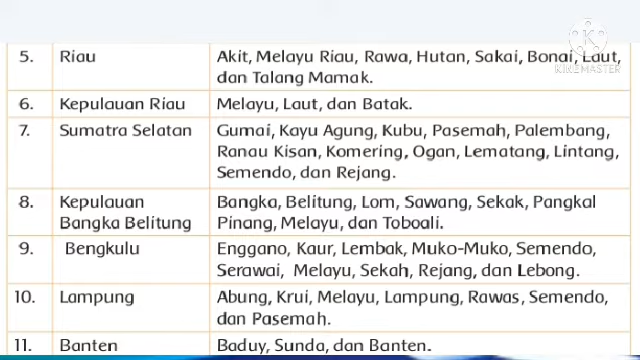 5. Riau Akit, Melayu Riau, Rawa, Hutan, Sakai, Bonai, Laut,
dan Talang Mamak.
6. Kepulauan Riau Melayu, Laut, dan Batak.
7. Sumatra Selatan Gumai, Kayu Agung, Kubu, Pasemah, Palembang,
Ranau Kisan, Komering, Ogan, Lematang, Lintang,
Semendo, dan Rejang.
8. Kepulauan Bangka, Belitung, Lom, Sawang, Sekak, Pangkal
Bangka Belitung Pinang, Melayu, dan Toboali.
9. Bengkulu Enggano, Kaur, Lembak, Muko-Muko, Semendo,
Serawai, Melayu, Sekah, Rejang, dan Lebong.
10. Lampung Abung, Krui, Melayu, Lampung, Rawas, Semendo,
dan Pasemah.
11. Banten Baduy, Sunda, dan Banten.
K
KINEMASTER